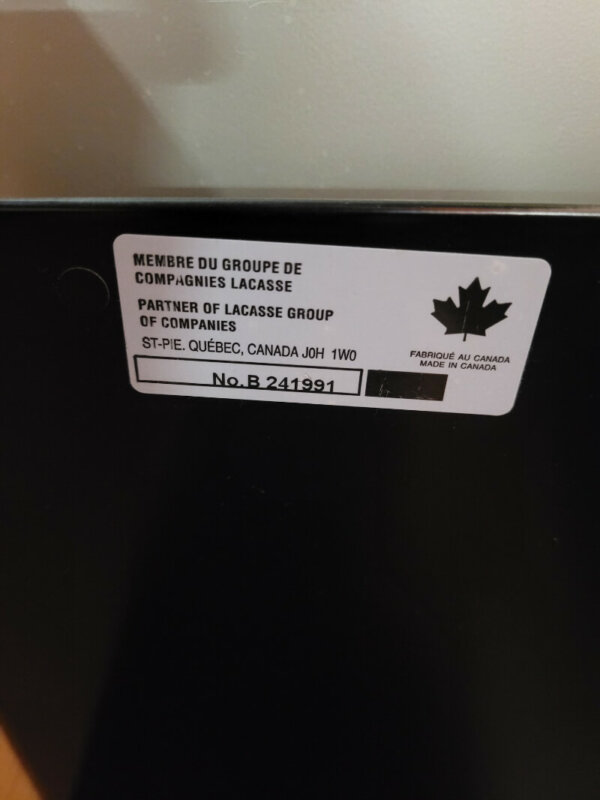 MEMBRE DU GROUPE DE
COMPAGNIES LACASSE
PARTNER OF LACASSE GROUP
OF COMPANIES
ST-PIE. QUÉBEC, CANADA J0H 1W0
No. B 241991
FABRIQUÉ AU CANADA
MADE IN CANADA